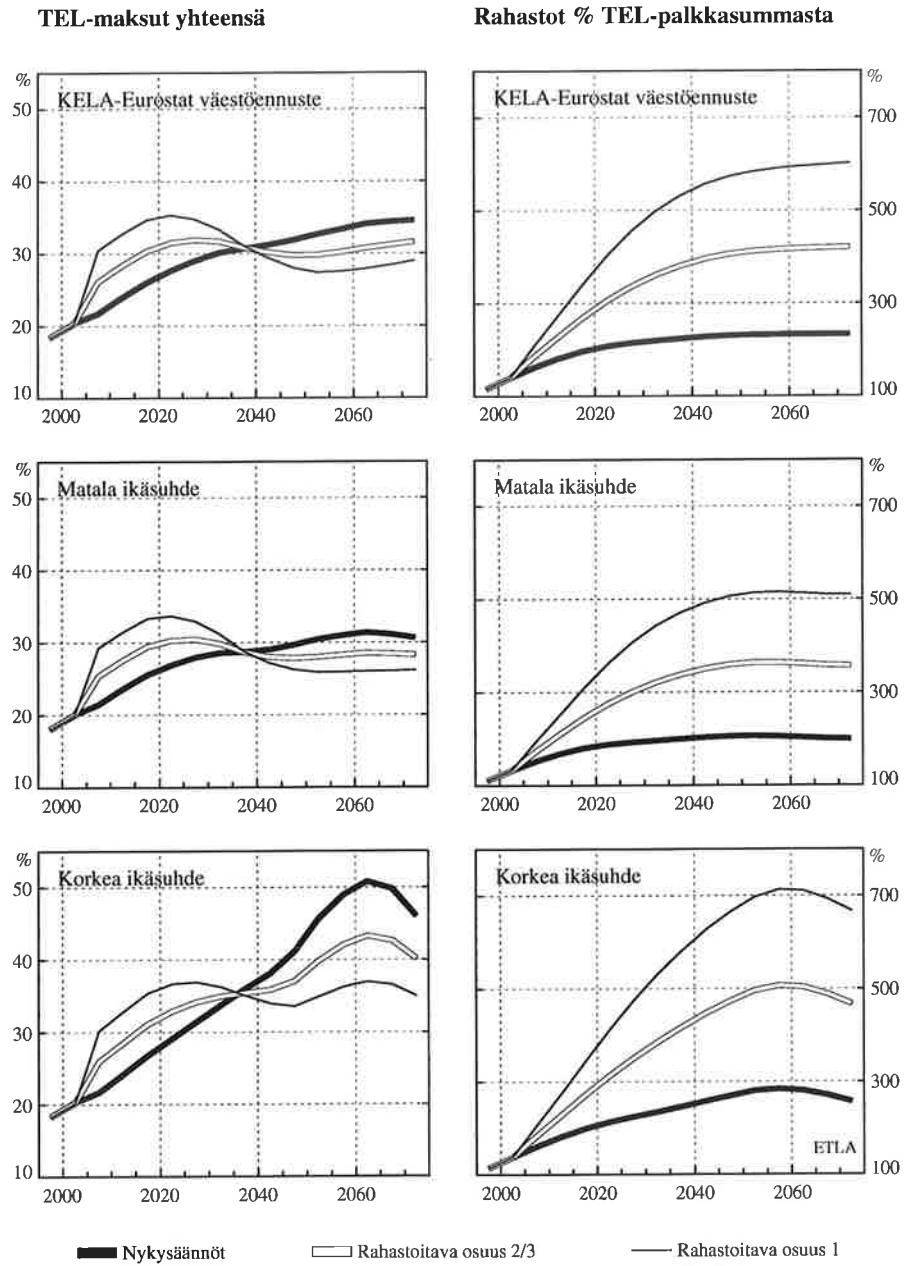 TEL-maksut yhteensä
Rahastot % TEL-palkkasummasta
%
50
40
30
20
10
KELA-Eurostat väestöennuste
2000 2020 2040 2060
%
700
500
300
100
KELA-Eurostat väestöennuste
2000 2020 2040 2060
%
50
40
30
20
10
Matala ikäsuhde
2000 2020 2040 2060
%
700
500
300
100
Matala ikäsuhde
2000 2020 2040 2060
%
50
40
30
20
10
Korkea ikäsuhde
2000 2020 2040 2060
%
700
500
300
100
Korkea ikäsuhde
ETLA
2000 2020 2040 2060
Nykysäännöt
Rahastoitava osuus 2/3
Rahastoitava osuus 1